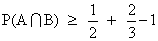 P(A∩B) ≥ 1/2 + 2/3 − 1